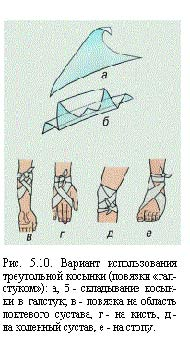 а
б
в г д е
Рис. 5.10. Вариант использования
треугольной косынки (повязки «гал-
стуком»): а, б - складывание косын-
ки в галстук, в - повязка на область
локтевого сустава, г - на кисть, д -
на коленный сустав, е - на стопу.